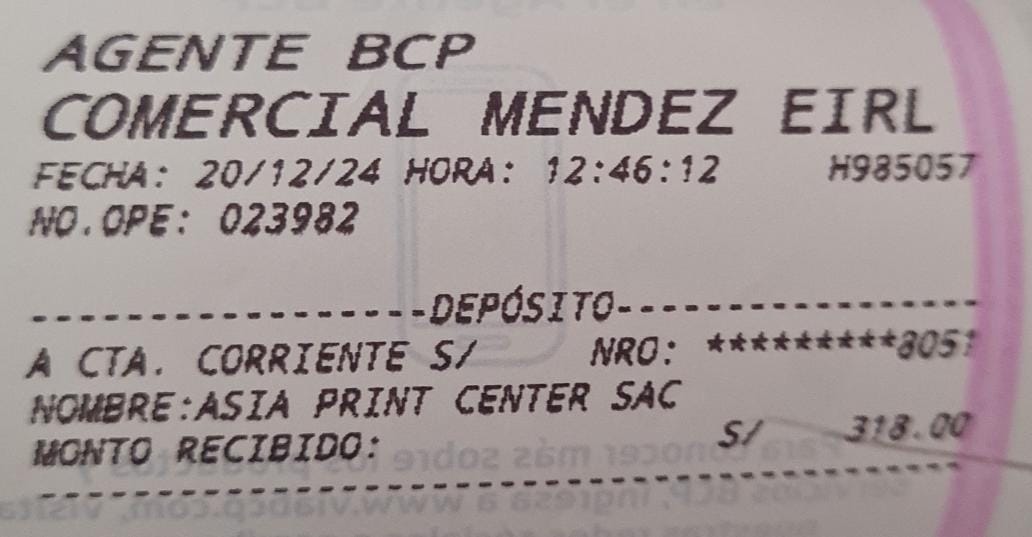 AGENTE BCP
COMERCIAL MENDEZ EIRL
FECHA: 20/12/24 HORA: 12:46:12 H985057
NO.OPE: 023982
------------------DEPÓSITO-----------------
A CTA. CORRIENTE S/ NRO: *********8051
NOMBRE:ASIA PRINT CENTER SAC
MONTO RECIBIDO: S/ 318.00
-------------------------------------------